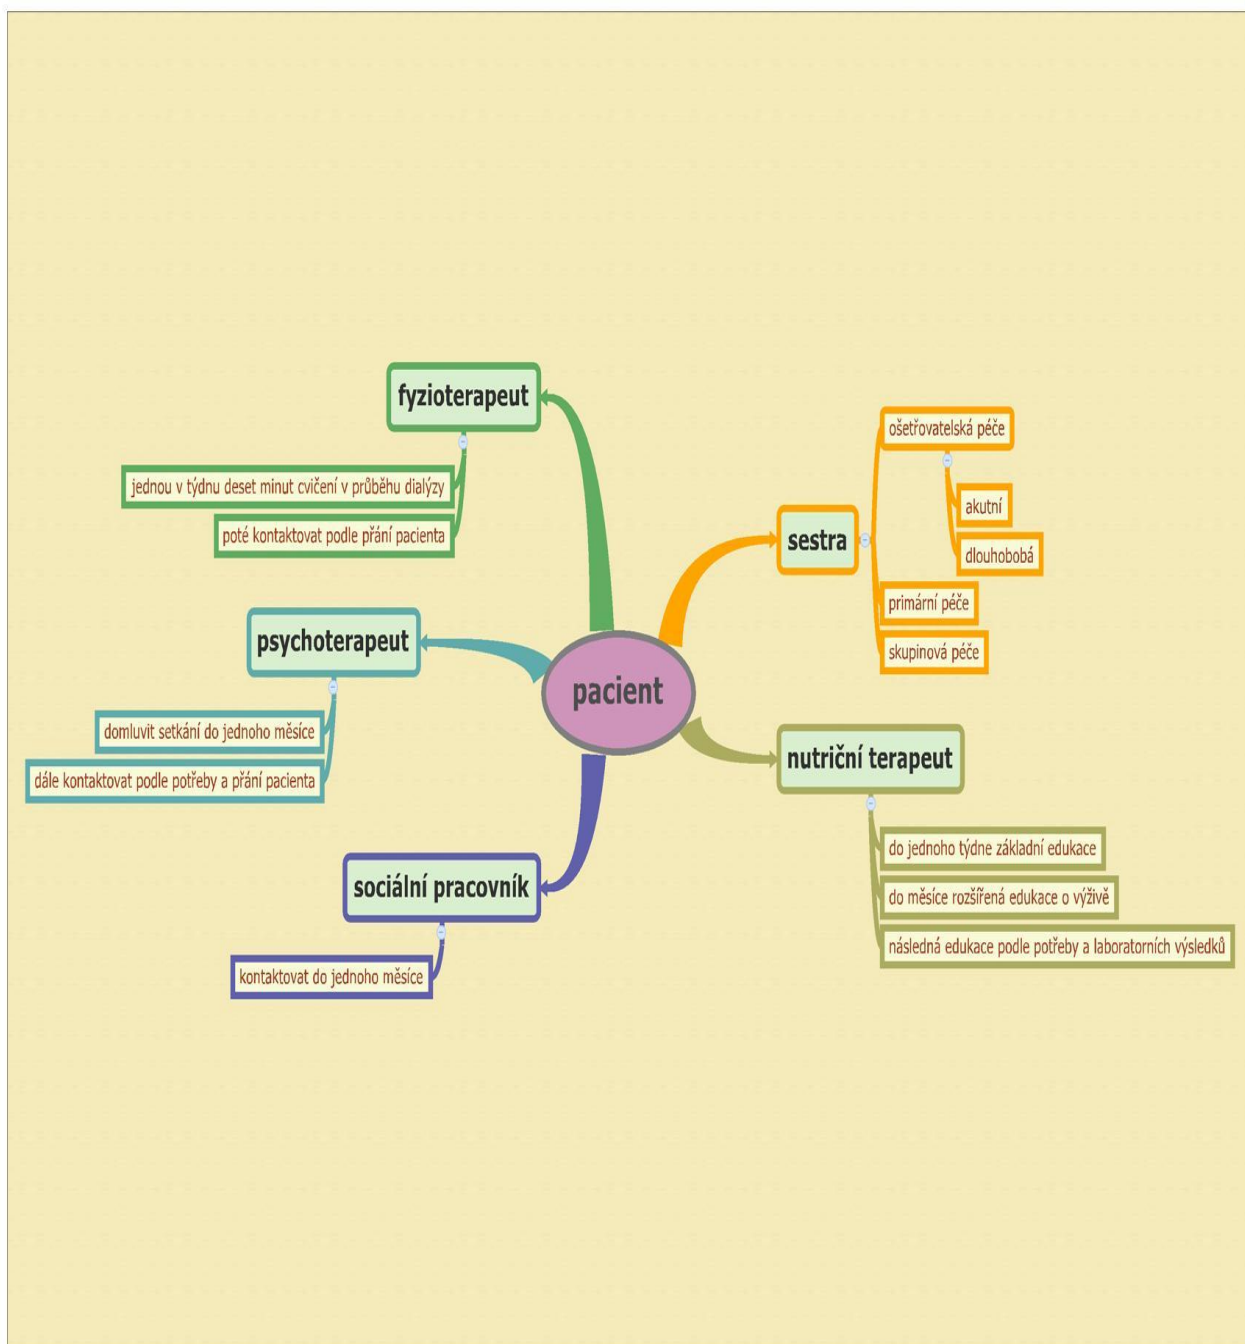 fyzioterapeut
jednou v týdnu deset minut cvičení v průběhu dialýzy
poté kontaktovat podle přání pacienta
psychoterapeut
domluvit setkání do jednoho měsíce
dále kontaktovat podle potřeby a přání pacienta
sociální pracovník
kontaktovat do jednoho měsíce
pacient
sestra
ošetřovatelská péče
akutní
dlouhobobá
primární péče
skupinová péče
nutriční terapeut
do jednoho týdne základní edukace
do měsíce rozšířená edukace o výživě
následná edukace podle potřeby a laboratorních výsledků